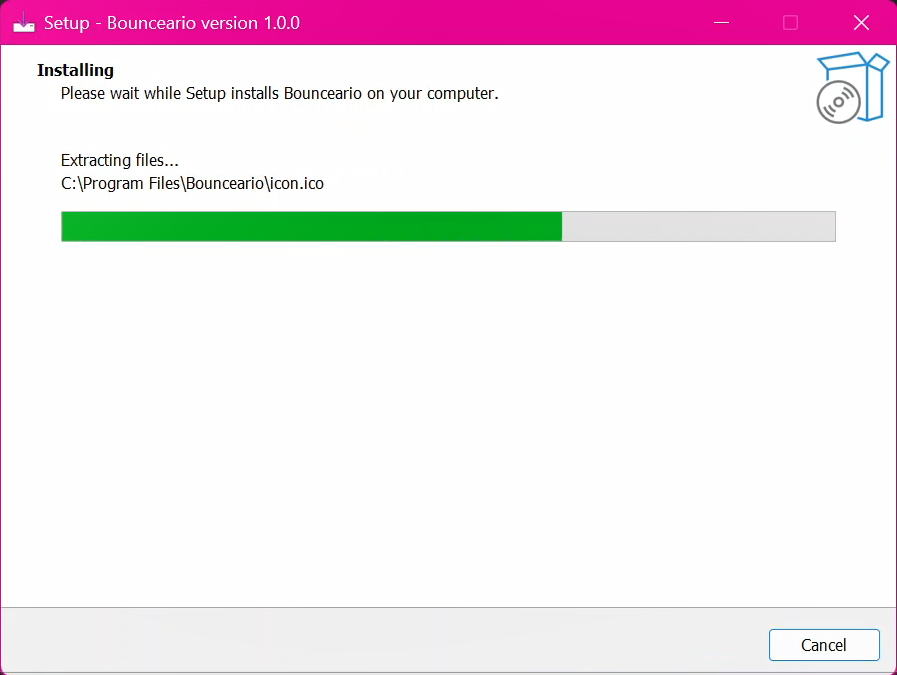 Setup - Bounceario version 1.0.0
Installing
Please wait while Setup installs Bounceario on your computer.
Extracting files...
C:\Program Files\Bounceario\icon.ico
Cancel